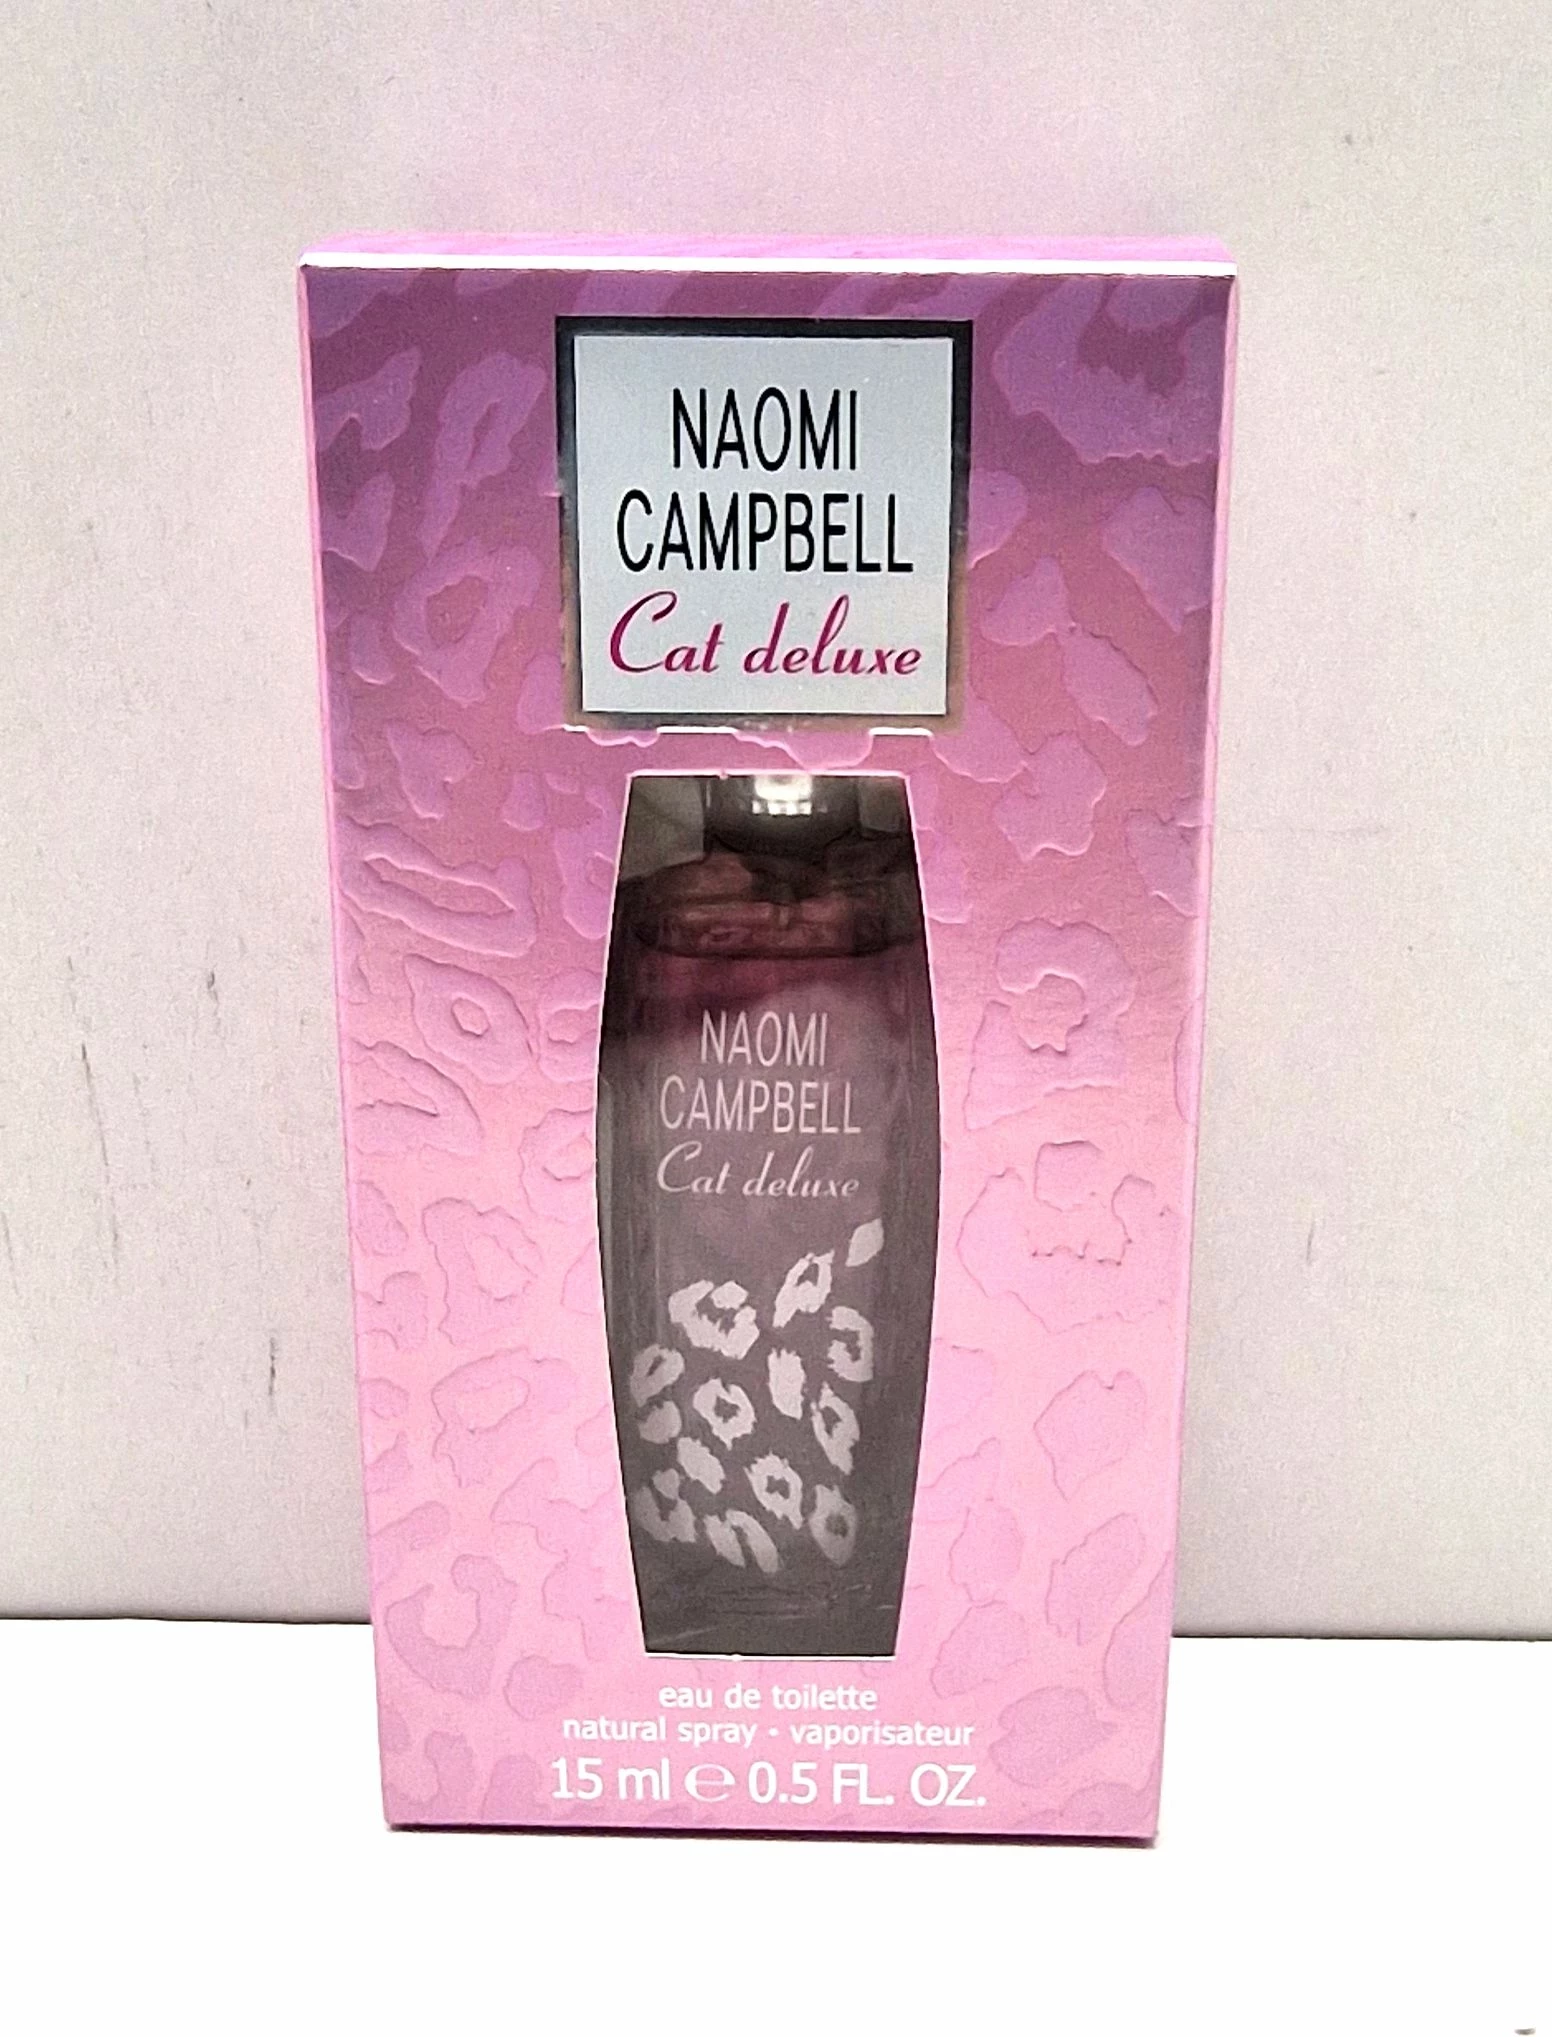 NAOMI
CAMPBELL
Cat deluxe
NAOMI
CAMPBELL
Cat deluxe
eau de toilette
natural spray • vaporisateur
15 ml ℮ 0.5 FL. OZ.